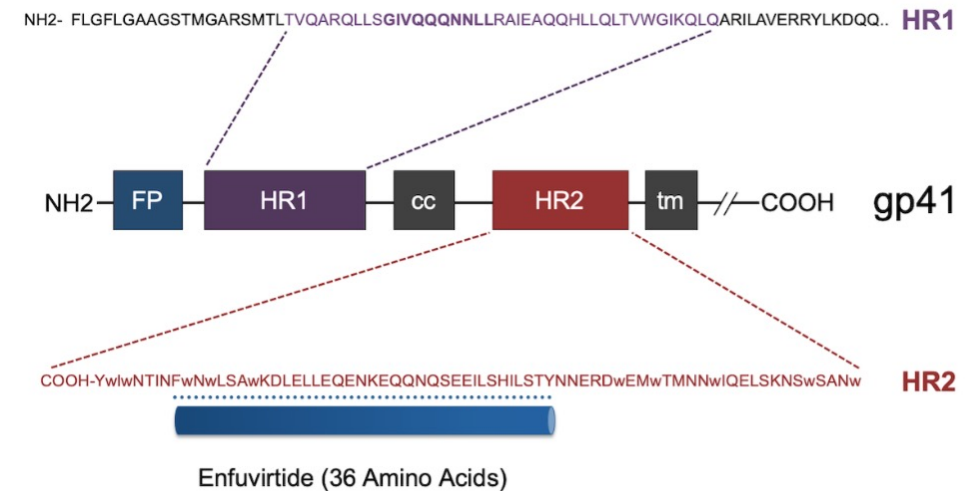 NH2- FLGFLGAAGSTMGARSMTLTVQARQLLSGIVQQQNNLLRAIEAQQHLLQLTVWGIKQLQARILAVERRYLKDQQ.. HR1
NH2 FP HR1 cc HR2 tm COOH gp41
COOH-YwIwNTINFwNwLSAwKDLELLEQENKEQQNQSEEILSHILSTYNNERDwEMwTMNNwIQELSKNSwSANw HR2
Enfuvirtide (36 Amino Acids)